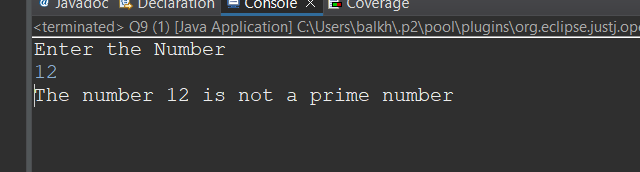 Javadoc Declaration Console Coverage
<terminated> Q9 (1) [Java Application] C:\Users\balkh\.p2\pool\plugins\org.eclipse.justj.ope
Enter the Number
12
The number 12 is not a prime number